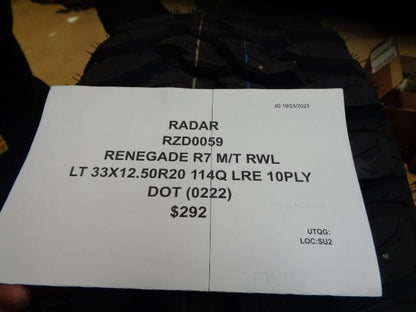 JG 10/25/2023
RADAR
RZD0059
RENEGADE R7 M/T RWL
LT 33X12.50R20 114Q LRE 10PLY
DOT (0222)
$292
UTQG:
LOC:SU2